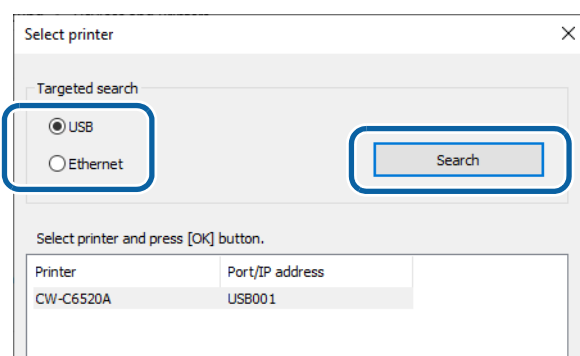 Select printer
Targeted search
USB
Ethernet
Search
Select printer and press [OK] button.
Printer Port/IP address
CW-C6520A USB001